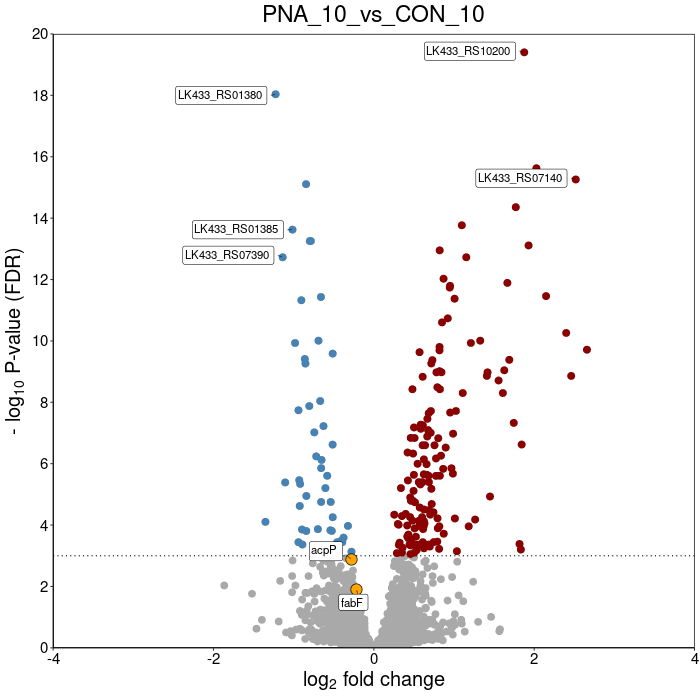 PNA_10_vs_CON_10
20
LK433_RS10200
18
LK433_RS01380
16
LK433_RS07140
14
LK433_RS01385
LK433_RS07390
12
10
8
6
4
acpP
2
fabF
0
- log10 P-value (FDR)
-4
-2
0
2
4
log2 fold change